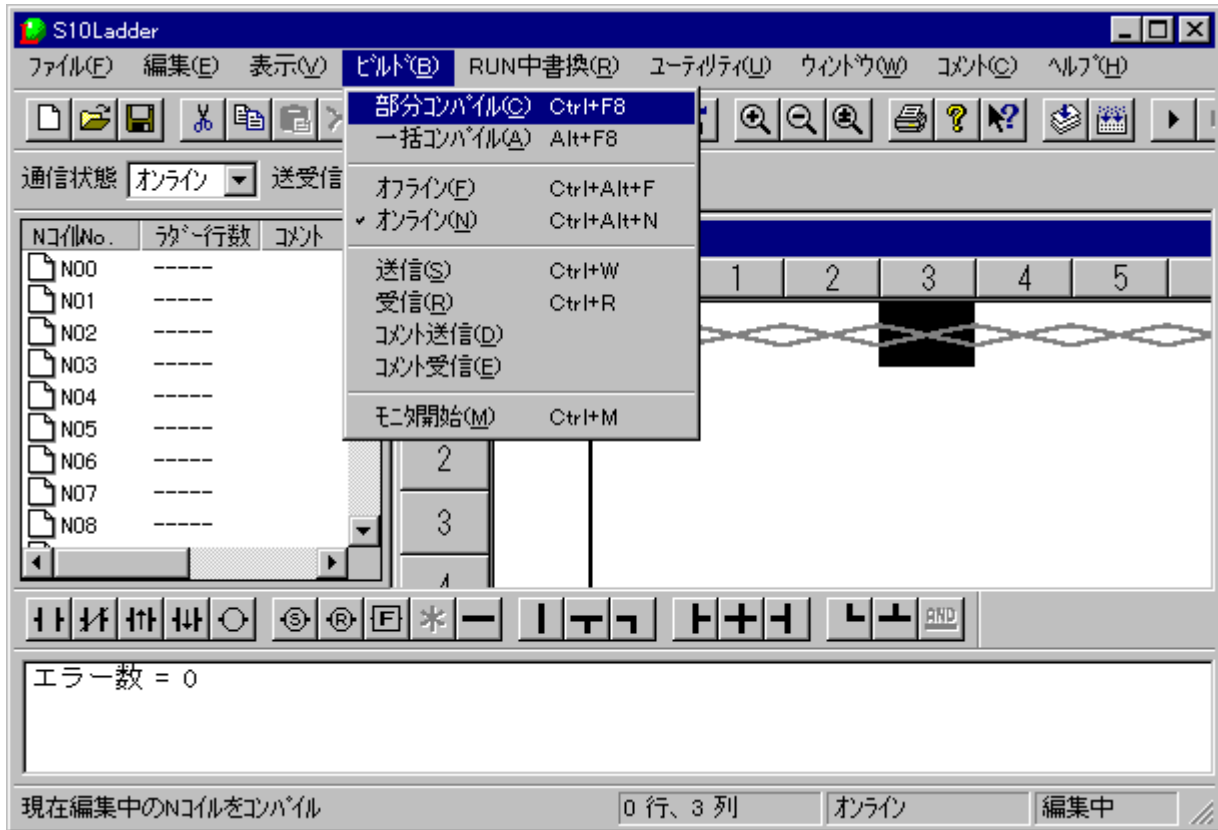 S10Ladder
ﾌｧｲﾙ(F) 編集(E) 表示(V) ﾋﾞﾙﾄﾞ(B) RUN中書換(R) ﾕｰﾃｨﾘﾃｨ(U) ｳｨﾝﾄﾞｳ(W) ｺﾒﾝﾄ(C) ﾍﾙﾌﾟ(H)
部分ｺﾝﾊﾟｲﾙ(C) Ctrl+F8
一括ｺﾝﾊﾟｲﾙ(A) Alt+F8
ｵﾌﾗｲﾝ(F) Ctrl+Alt+F
ｵﾝﾗｲﾝ(N) Ctrl+Alt+N
送信(S) Ctrl+W
受信(R) Ctrl+R
ｺﾒﾝﾄ送信(D)
ｺﾒﾝﾄ受信(E)
ﾓﾆﾀ開始(M) Ctrl+M
通信状態 ｵﾝﾗｲﾝ 送受信
NｺｲﾙNo. ﾗﾀﾞｰ行数 ｺﾒﾝﾄ
N00 -----
N01 -----
N02 -----
N03 -----
N04 -----
N05 -----
N06 -----
N07 -----
N08 -----
1 2 3 4 5
2
3
4
S R F AND
エラー数 = 0
現在編集中のNｺｲﾙをｺﾝﾊﾟｲﾙ 0 行、3 列 ｵﾝﾗｲﾝ 編集中